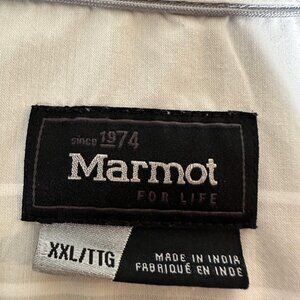 SINCE 1974
Marmot
FOR LIFE
XXL/TTG
MADE IN INDIA
FABRIQUÉ EN INDE